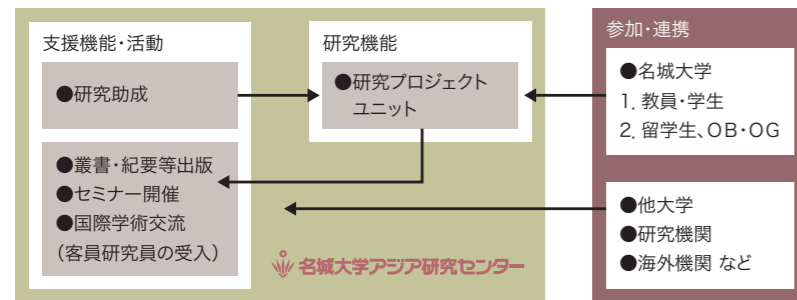 支援機能・活動
●研究助成
●叢書・紀要等出版
●セミナー開催
●国際学術交流
（客員研究員の受入）
研究機能
●研究プロジェクト
ユニット
名城大学アジア研究センター
参加・連携
●名城大学
1. 教員・学生
2. 留学生、OB・OG
●他大学
●研究機関
●海外機関 など